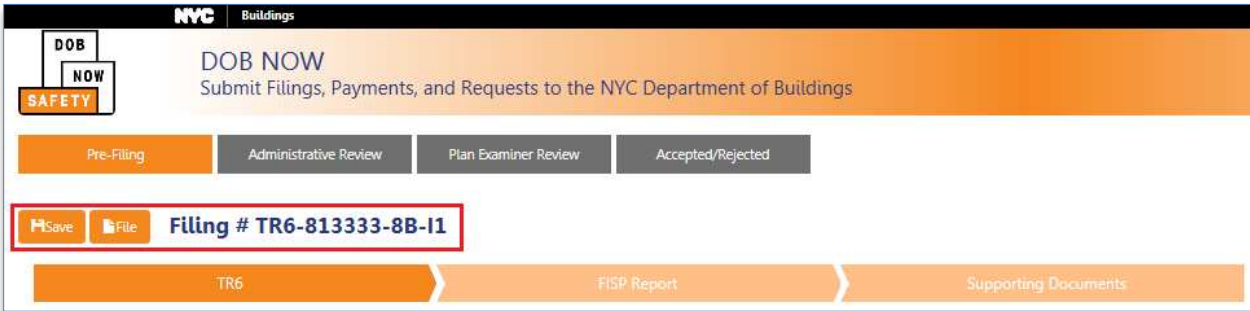 NYC Buildings
DOB
NOW
SAFETY
DOB NOW
Submit Filings, Payments, and Requests to the NYC Department of Buildings
Pre-Filing Administrative Review Plan Examiner Review Accepted/Rejected
Save File Filing # TR6-813333-8B-I1
TR6 FISP Report Supporting Documents